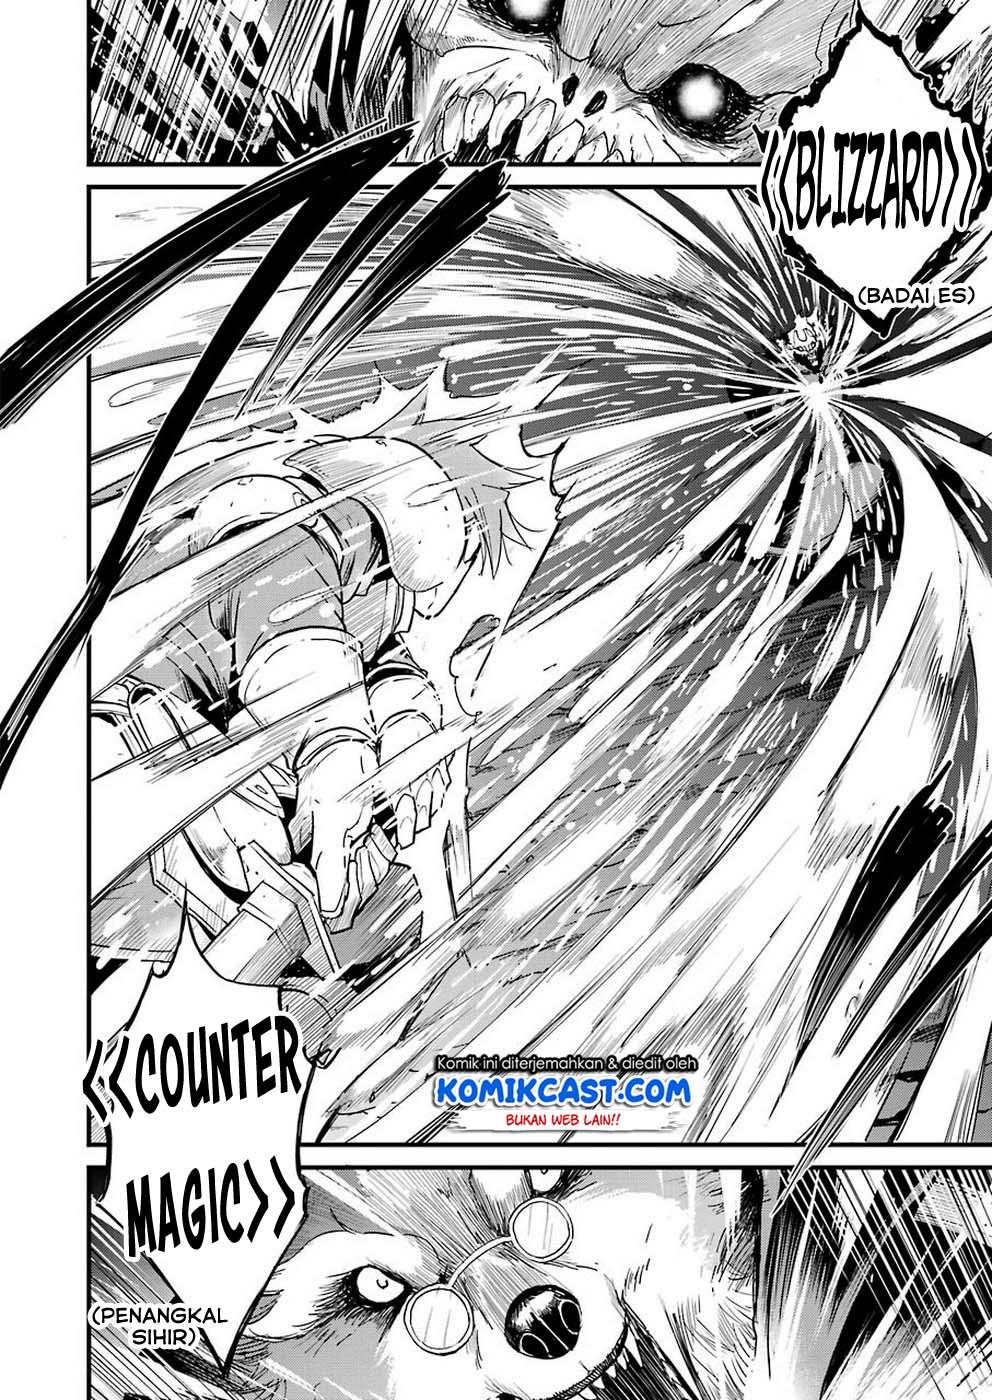 <<BLIZZARD>>
(BADAI ES)
<<COUNTER
MAGIC>>
(PENANGKAL
SIHIR)
Komik ini diterjemahkan & diedit oleh
KOMIKCAST.COM
BUKAN WEB LAIN!!